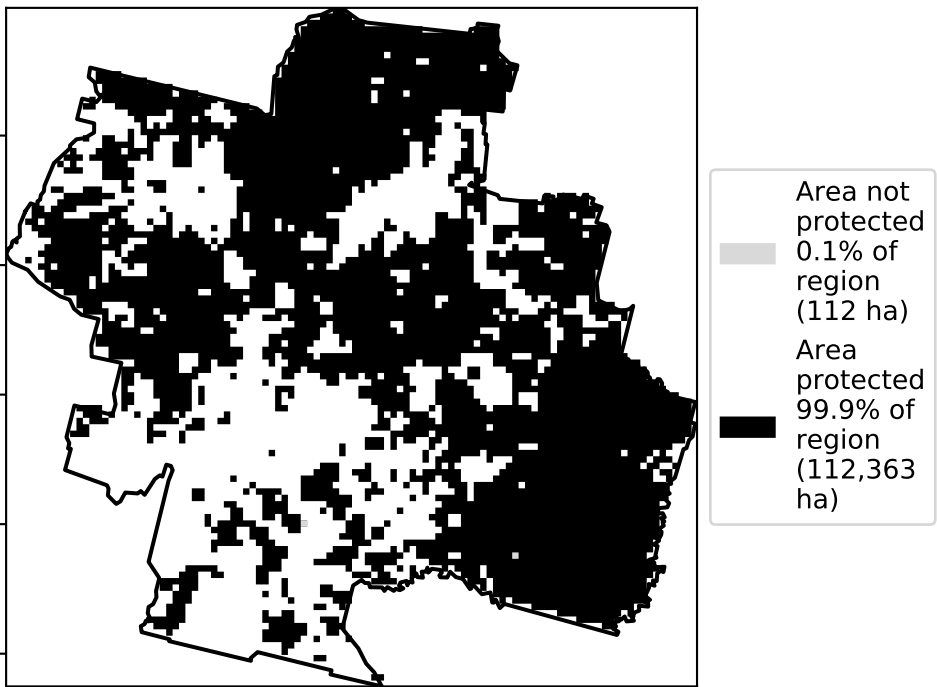 Area not
protected
0.1% of
region
(112 ha)
Area
protected
99.9% of
region
(112,363
ha)